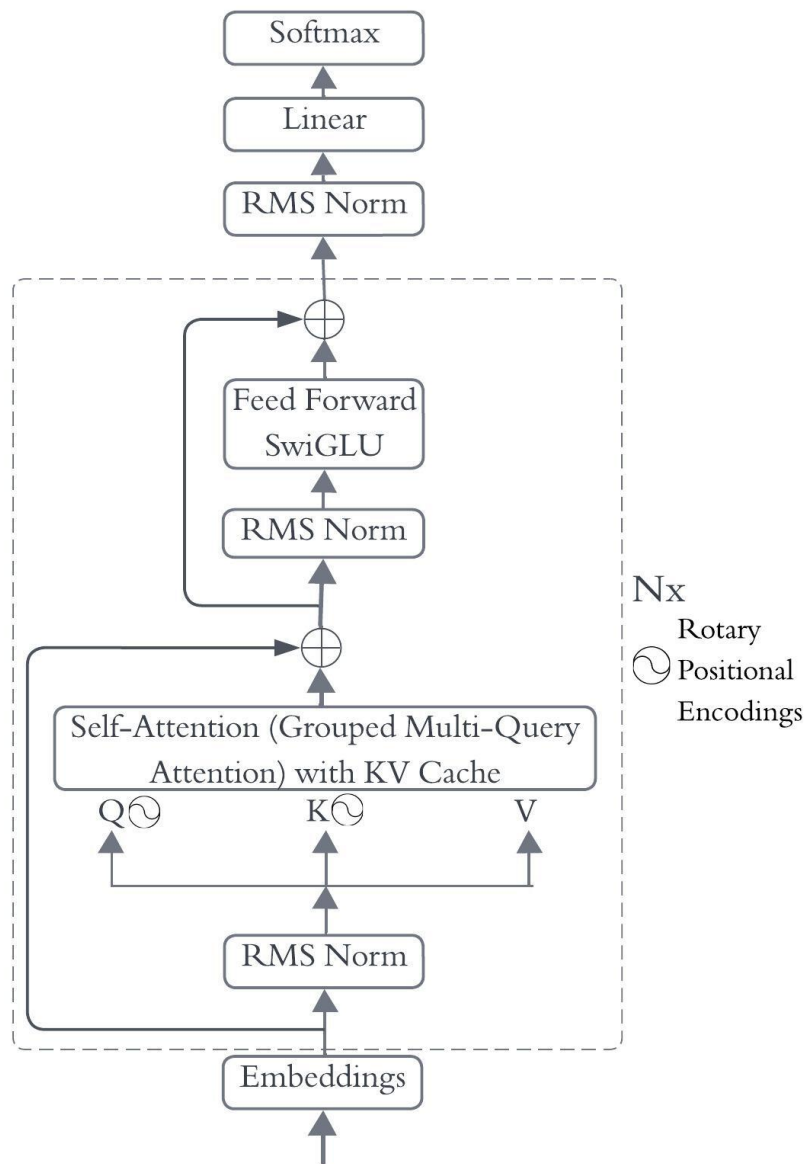 Softmax
Linear
RMS Norm
Feed Forward
SwiGLU
RMS Norm
Nx
Rotary
Positional
Encodings
Self-Attention (Grouped Multi-Query
Attention) with KV Cache
Q K V
RMS Norm
Embeddings